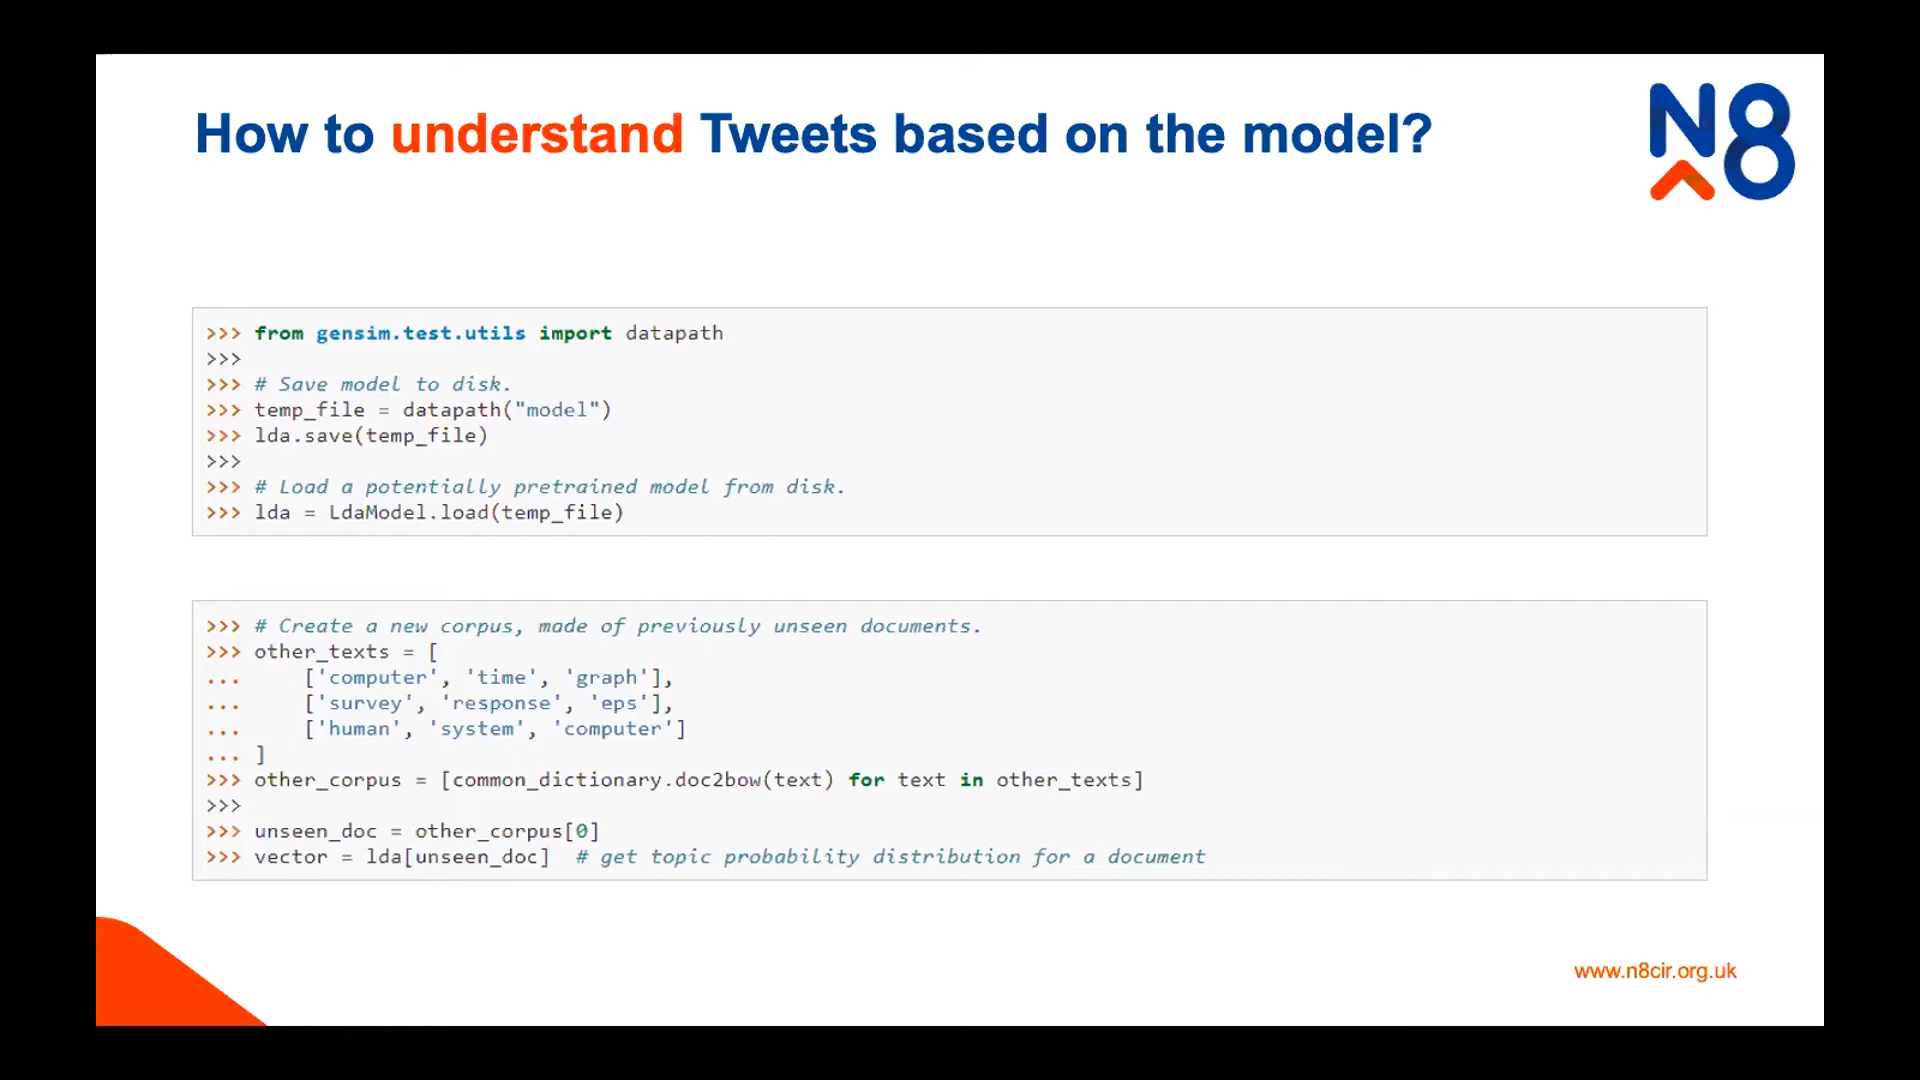 How to understand Tweets based on the model?
N8
>>> from gensim.test.utils import datapath
>>>
>>> # Save model to disk.
>>> temp_file = datapath("model")
>>> lda.save(temp_file)
>>>
>>> # Load a potentially pretrained model from disk.
>>> lda = LdaModel.load(temp_file)
>>> # Create a new corpus, made of previously unseen documents.
>>> other_texts = [
...     ['computer', 'time', 'graph'],
...     ['survey', 'response', 'eps'],
...     ['human', 'system', 'computer']
... ]
>>> other_corpus = [common_dictionary.doc2bow(text) for text in other_texts]
>>>
>>> unseen_doc = other_corpus[0]
>>> vector = lda[unseen_doc]  # get topic probability distribution for a document
www.n8cir.org.uk